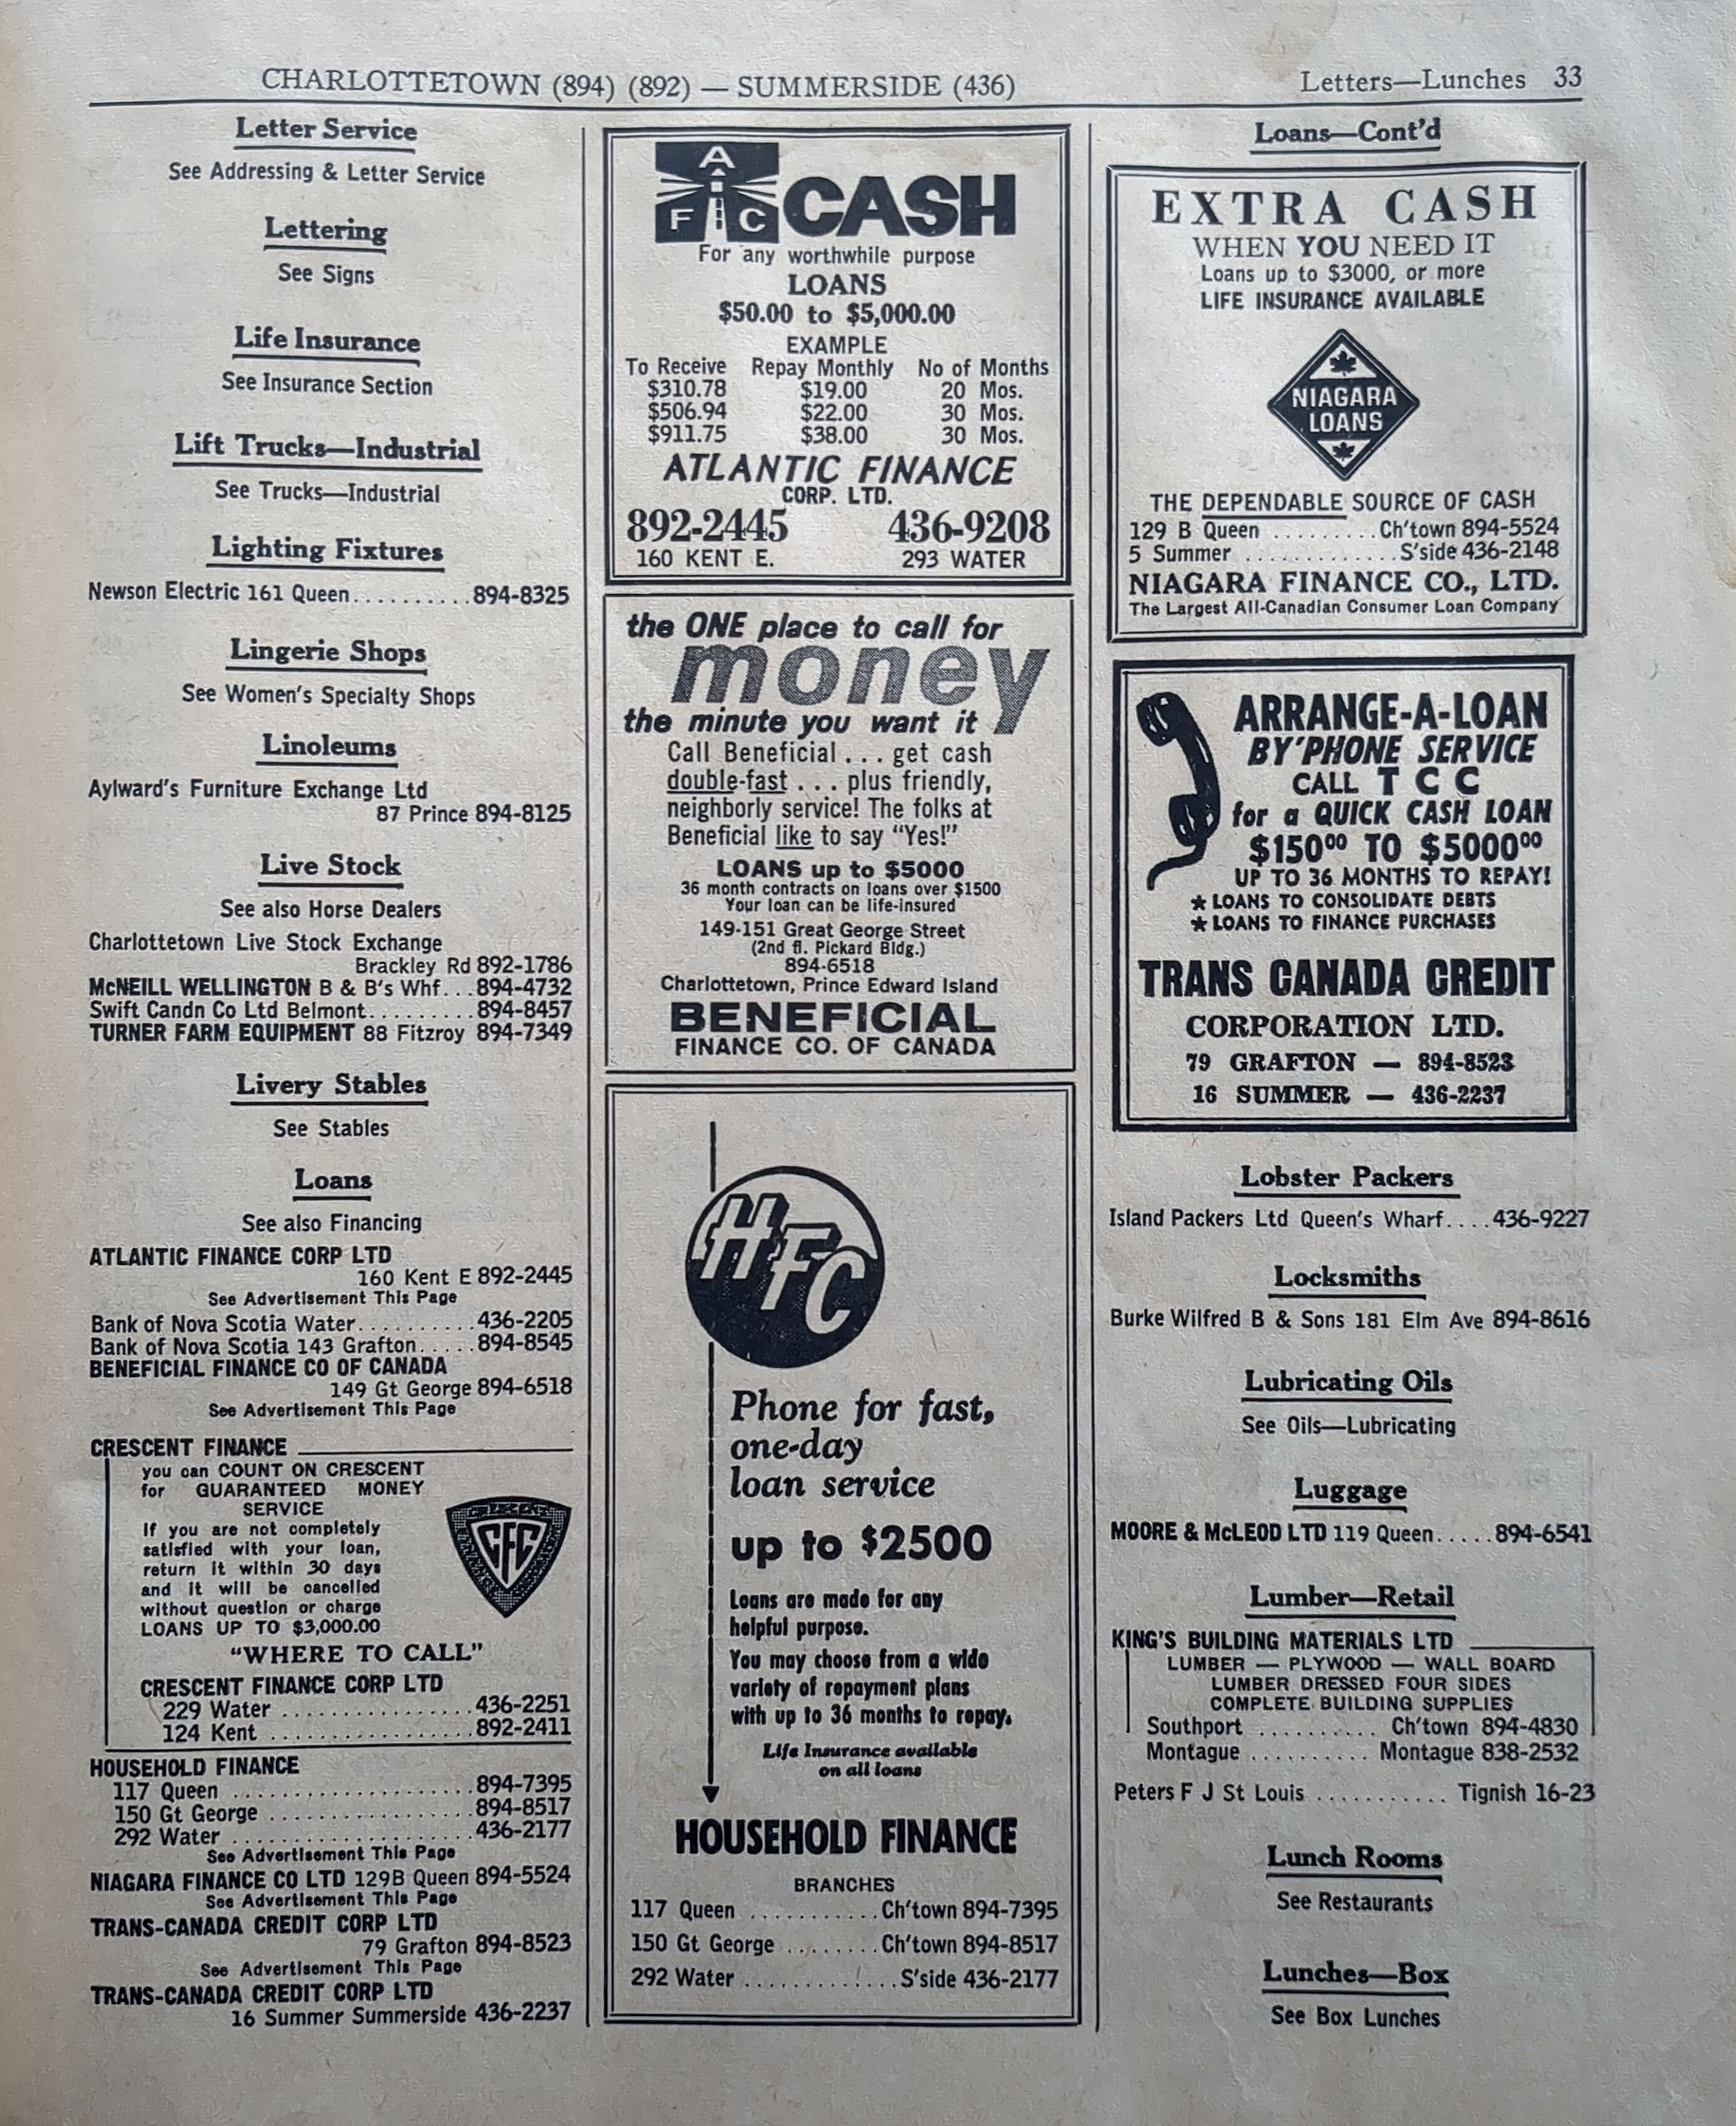 CHARLOTTETOWN (894) (892) — SUMMERSIDE (436)
Letters—Lunches 33
Letter Service
See Addressing & Letter Service
Lettering
See Signs
Life Insurance
See Insurance Section
Lift Trucks—Industrial
See Trucks—Industrial
Lighting Fixtures
Newson Electric 161 Queen..........894-8325
Lingerie Shops
See Women's Specialty Shops
Linoleums
Aylward's Furniture Exchange Ltd
87 Prince 894-8125
Live Stock
See also Horse Dealers
Charlottetown Live Stock Exchange
Brackley Rd 892-1786
McNEILL WELLINGTON B & B's Whf...894-4732
Swift Candn Co Ltd Belmont.........894-8457
TURNER FARM EQUIPMENT 88 Fitzroy 894-7349
Livery Stables
See Stables
Loans
See also Financing
ATLANTIC FINANCE CORP LTD
160 Kent E 892-2445
See Advertisement This Page
Bank of Nova Scotia Water..........436-2205
Bank of Nova Scotia 143 Grafton.....894-8545
BENEFICIAL FINANCE CO OF CANADA
149 Gt George 894-6518
See Advertisement This Page
CRESCENT FINANCE
you can COUNT ON CRESCENT
for GUARANTEED MONEY
SERVICE
If you are not completely
satisfied with your loan,
return it within 30 days
and it will be cancelled
without question or charge
LOANS UP TO $3,000.00
CRESCENT
CFC
"WHERE TO CALL"
CRESCENT FINANCE CORP LTD
229 Water .................436-2251
124 Kent ..................892-2411
HOUSEHOLD FINANCE
117 Queen .....................894-7395
150 Gt George ..................894-8517
292 Water .....................436-2177
See Advertisement This Page
NIAGARA FINANCE CO LTD 129B Queen 894-5524
See Advertisement This Page
TRANS-CANADA CREDIT CORP LTD
79 Grafton 894-8523
See Advertisement This Page
TRANS-CANADA CREDIT CORP LTD
16 Summer Summerside 436-2237
A
F C CASH
For any worthwhile purpose
LOANS
$50.00 to $5,000.00
EXAMPLE
To Receive Repay Monthly No of Months
$310.78 $19.00 20 Mos.
$506.94 $22.00 30 Mos.
$911.75 $38.00 30 Mos.
ATLANTIC FINANCE
CORP. LTD.
892-2445 436-9208
160 KENT E. 293 WATER
the ONE place to call for
money
the minute you want it
Call Beneficial ... get cash
double-fast ... plus friendly,
neighborly service! The folks at
Beneficial like to say "Yes!"
LOANS up to $5000
36 month contracts on loans over $1500
Your loan can be life-insured
149-151 Great George Street
(2nd fl. Pickard Bldg.)
894-6518
Charlottetown, Prince Edward Island
BENEFICIAL
FINANCE CO. OF CANADA
HFC
Phone for fast,
one-day
loan service
up to $2500
Loans are made for any
helpful purpose.
You may choose from a wide
variety of repayment plans
with up to 36 months to repay.
Life Insurance available
on all loans
HOUSEHOLD FINANCE
BRANCHES
117 Queen ...........Ch'town 894-7395
150 Gt George ........Ch'town 894-8517
292 Water .............S'side 436-2177
Loans—Cont'd
EXTRA CASH
WHEN YOU NEED IT
Loans up to $3000, or more
LIFE INSURANCE AVAILABLE
NIAGARA
LOANS
THE DEPENDABLE SOURCE OF CASH
129 B Queen .........Ch'town 894-5524
5 Summer .............S'side 436-2148
NIAGARA FINANCE CO., LTD.
The Largest All-Canadian Consumer Loan Company
ARRANGE-A-LOAN
BY 'PHONE SERVICE
CALL T C C
for a QUICK CASH LOAN
$150⁰⁰ TO $5000⁰⁰
UP TO 36 MONTHS TO REPAY!
★ LOANS TO CONSOLIDATE DEBTS
★ LOANS TO FINANCE PURCHASES
TRANS CANADA CREDIT
CORPORATION LTD.
79 GRAFTON — 894-8523
16 SUMMER — 436-2237
Lobster Packers
Island Packers Ltd Queen's Wharf....436-9227
Locksmiths
Burke Wilfred B & Sons 181 Elm Ave 894-8616
Lubricating Oils
See Oils—Lubricating
Luggage
MOORE & McLEOD LTD 119 Queen.....894-6541
Lumber—Retail
KING'S BUILDING MATERIALS LTD
LUMBER — PLYWOOD — WALL BOARD
LUMBER DRESSED FOUR SIDES
COMPLETE BUILDING SUPPLIES
Southport .......... Ch'town 894-4830
Montague .......... Montague 838-2532
Peters F J St Louis ........... Tignish 16-23
Lunch Rooms
See Restaurants
Lunches—Box
See Box Lunches